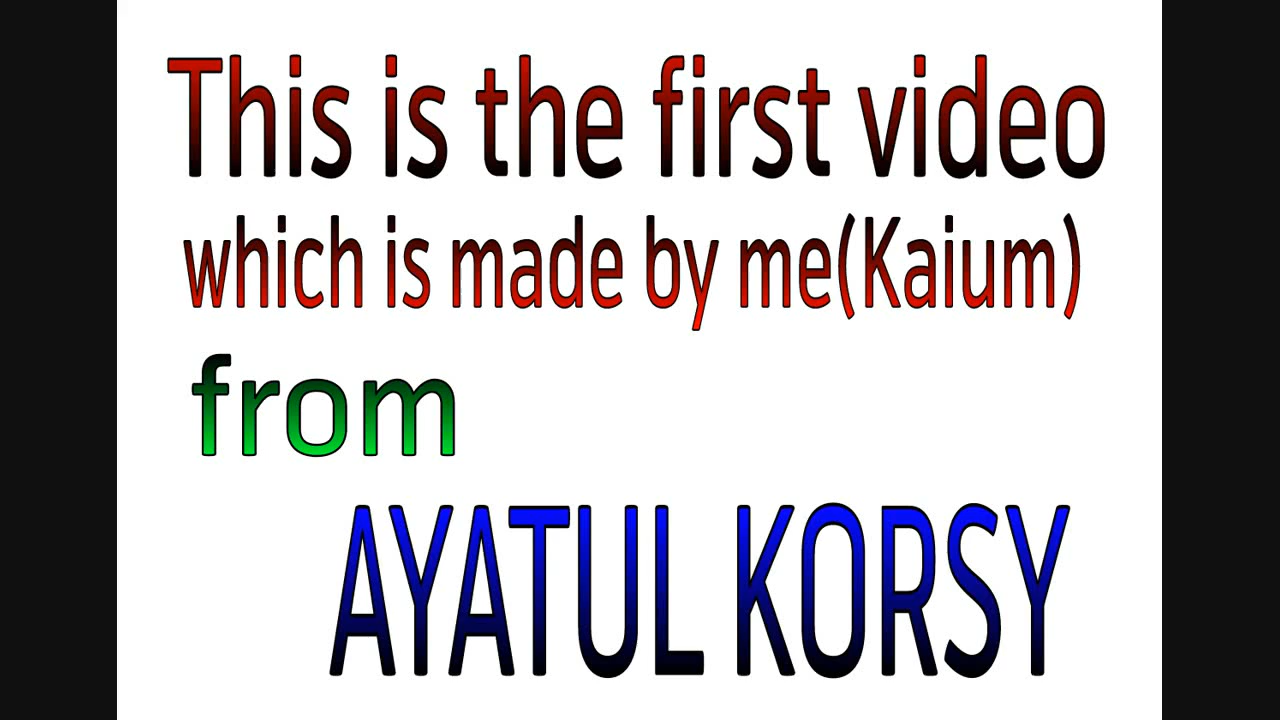 This is the first video
which is made by me(Kaium)
from
AYATUL KORSY